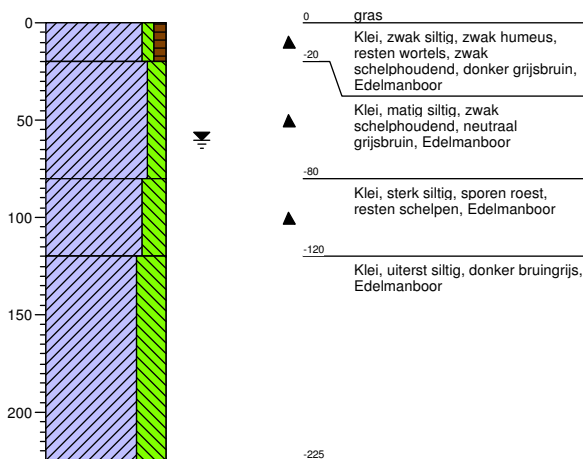 0
50
100
150
200
0
gras
Klei, zwak siltig, zwak humeus,
resten wortels, zwak
schelphoudend, donker grijsbruin,
Edelmanboor
-20
Klei, matig siltig, zwak
schelphoudend, neutraal
grijsbruin, Edelmanboor
-80
Klei, sterk siltig, sporen roest,
resten schelpen, Edelmanboor
-120
Klei, uiterst siltig, donker bruingrijs,
Edelmanboor
-225